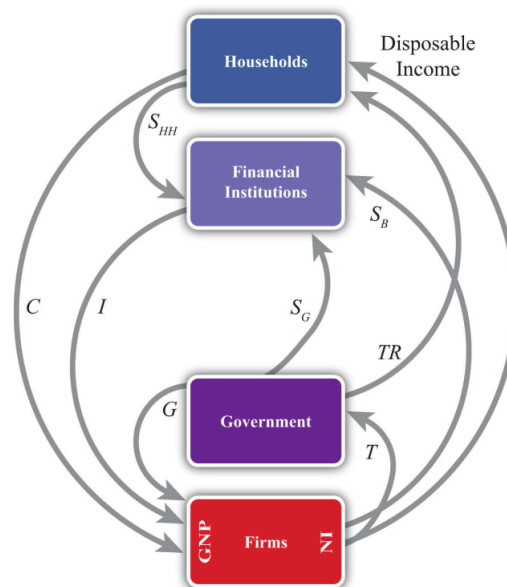 Households
Disposable
Income
S_HH
Financial
Institutions
S_B
C
I
S_G
TR
G
Government
T
GNP
Firms
NI